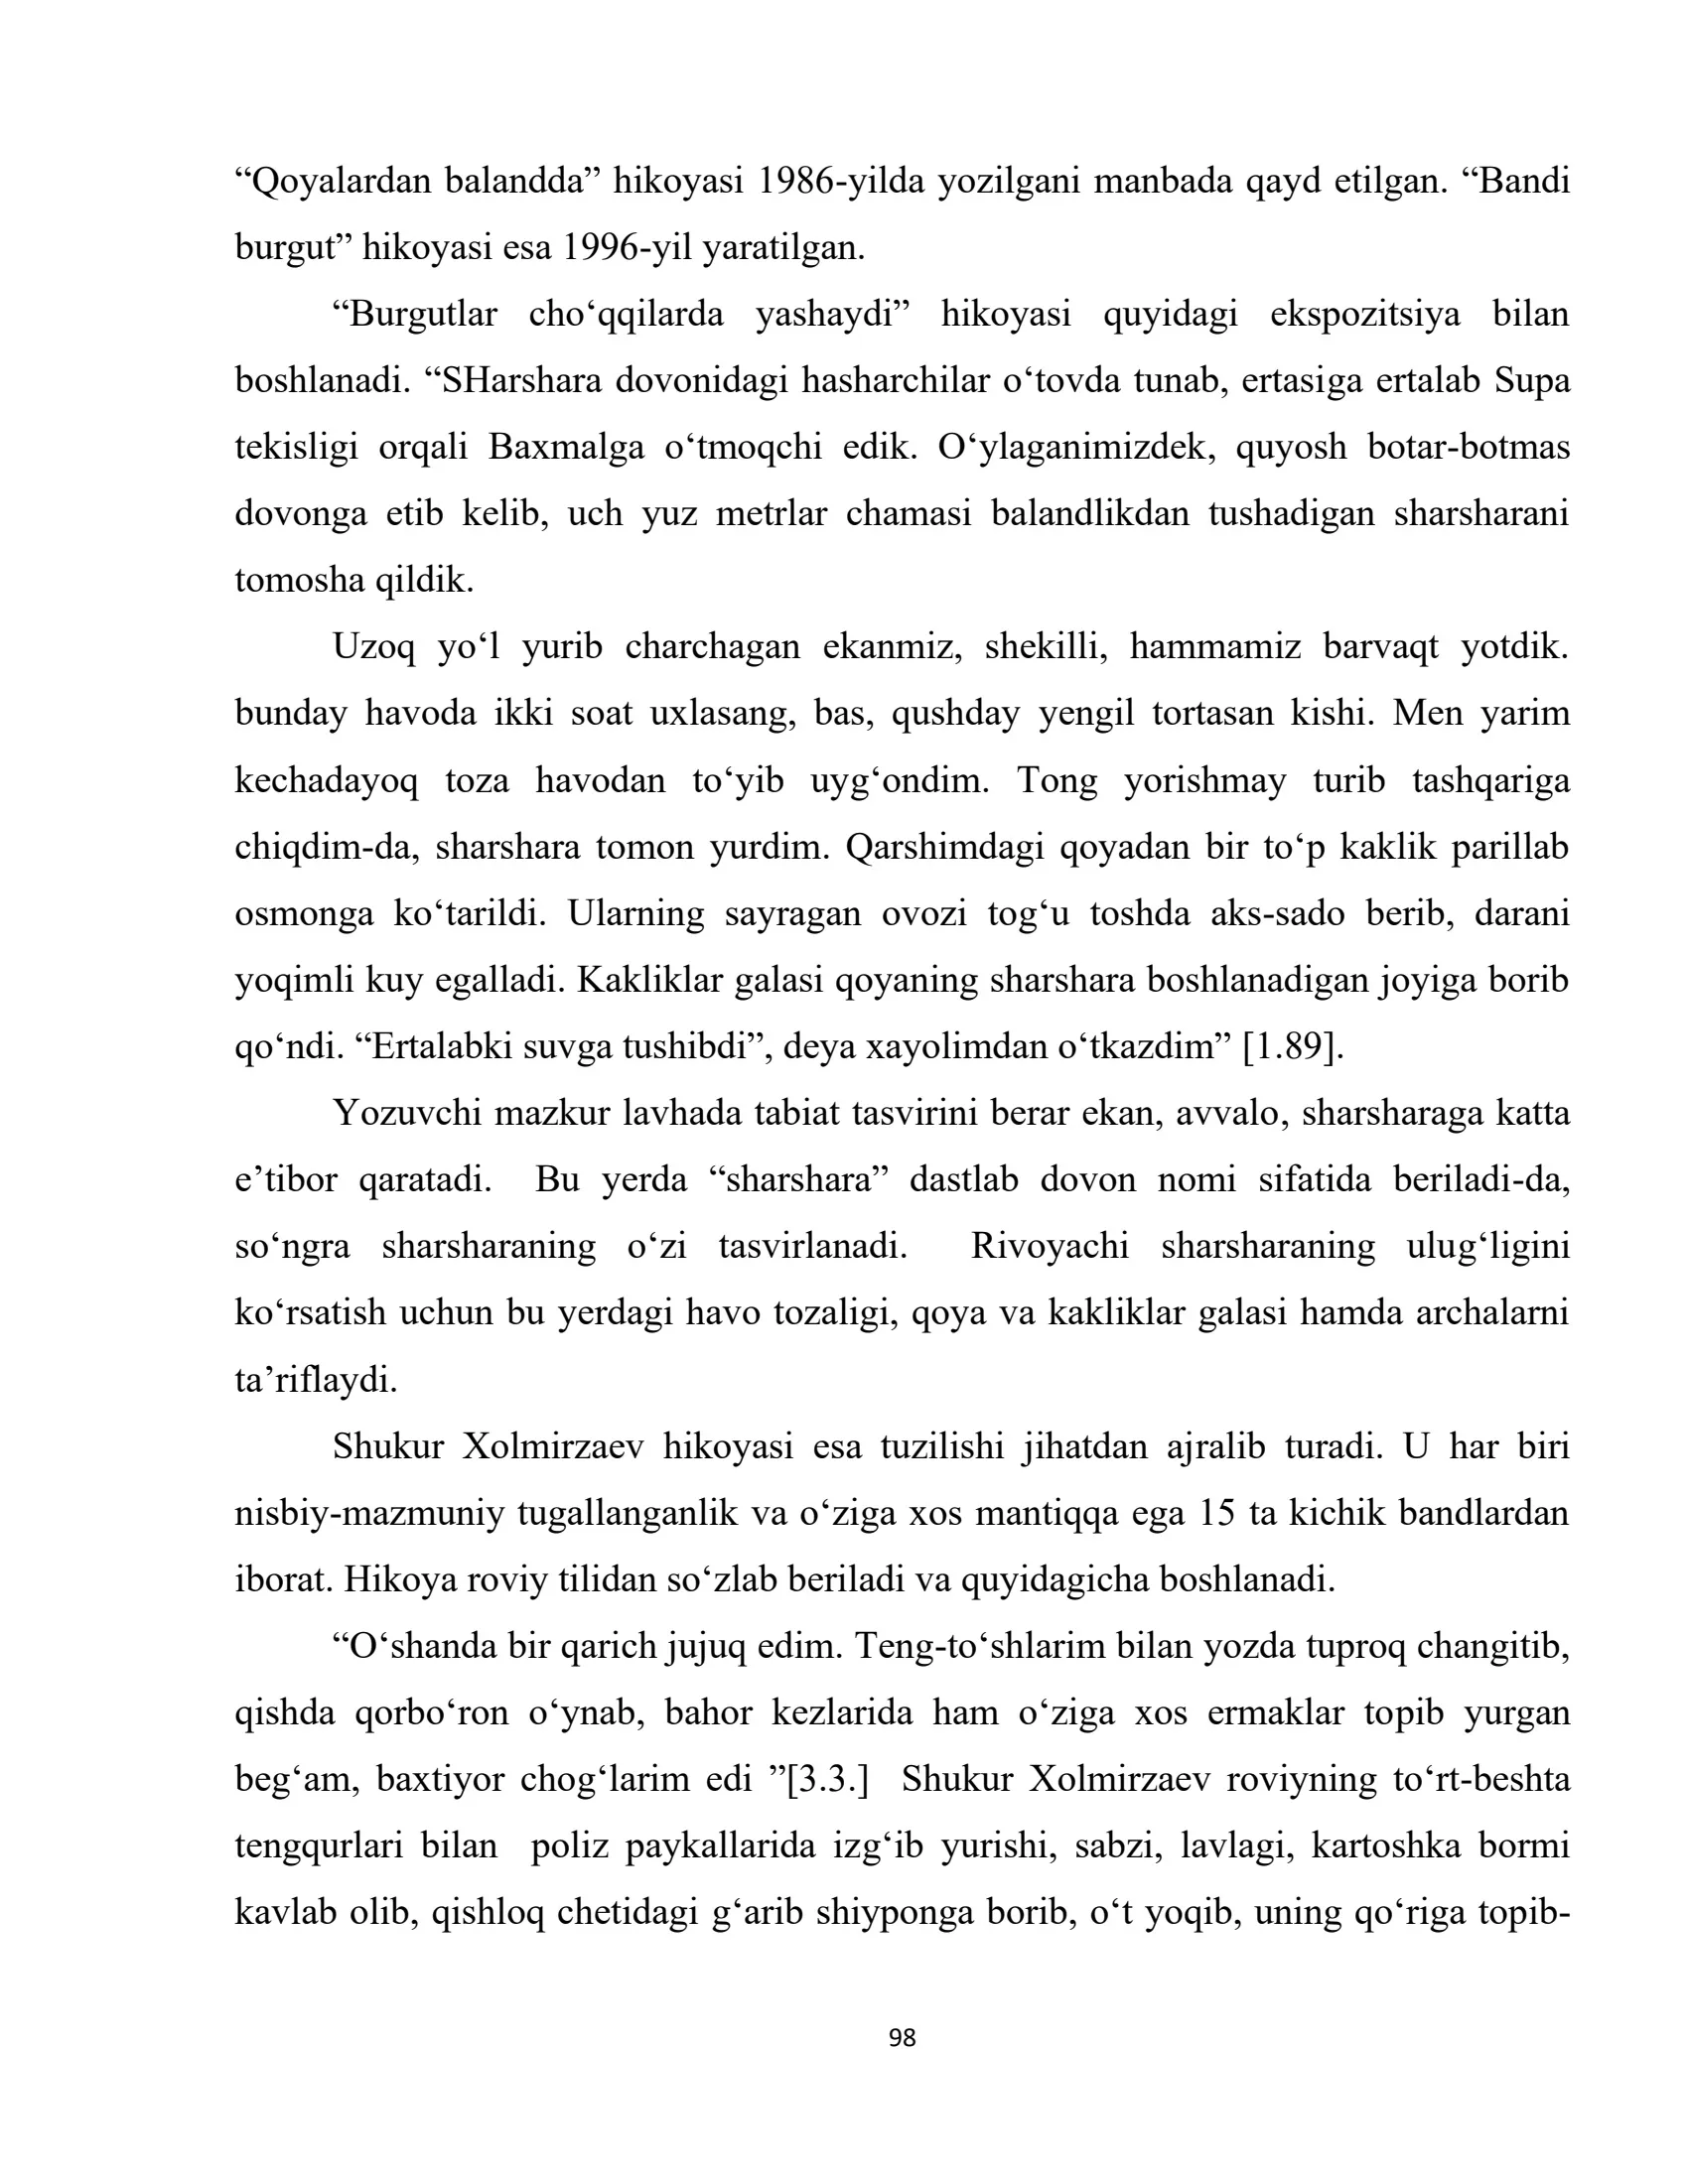 “Qoyalardan balandda” hikoyasi 1986-yilda yozilgani manbada qayd etilgan. “Bandi
burgut” hikoyasi esa 1996-yil yaratilgan.
“Burgutlar cho‘qqilarda yashaydi” hikoyasi quyidagi ekspozitsiya bilan
boshlanadi. “SHarshara dovonidagi hasharchilar o‘tovda tunab, ertasiga ertalab Supa
tekisligi orqali Baxmalga o‘tmoqchi edik. O‘ylaganimizdek, quyosh botar-botmas
dovonga etib kelib, uch yuz metrlar chamasi balandlikdan tushadigan sharsharani
tomosha qildik.
Uzoq yo‘l yurib charchagan ekanmiz, shekilli, hammamiz barvaqt yotdik.
bunday havoda ikki soat uxlasang, bas, qushday yengil tortasan kishi. Men yarim
kechadayoq toza havodan to‘yib uyg‘ondim. Tong yorishmay turib tashqariga
chiqdim-da, sharshara tomon yurdim. Qarshimdagi qoyadan bir to‘p kaklik parillab
osmonga ko‘tarildi. Ularning sayragan ovozi tog‘u toshda aks-sado berib, darani
yoqimli kuy egalladi. Kakliklar galasi qoyaning sharshara boshlanadigan joyiga borib
qo‘ndi. “Ertalabki suvga tushibdi”, deya xayolimdan o‘tkazdim” [1.89].
Yozuvchi mazkur lavhada tabiat tasvirini berar ekan, avvalo, sharsharaga katta
e’tibor qaratadi. Bu yerda “sharshara” dastlab dovon nomi sifatida beriladi-da,
so‘ngra sharsharaning o‘zi tasvirlanadi. Rivoyachi sharsharaning ulug‘ligini
ko‘rsatish uchun bu yerdagi havo tozaligi, qoya va kakliklar galasi hamda archalarni
ta’riflaydi.
Shukur Xolmirzaev hikoyasi esa tuzilishi jihatdan ajralib turadi. U har biri
nisbiy-mazmuniy tugallanganlik va o‘ziga xos mantiqqa ega 15 ta kichik bandlardan
iborat. Hikoya roviy tilidan so‘zlab beriladi va quyidagicha boshlanadi.
“O‘shanda bir qarich jujuq edim. Teng-to‘shlarim bilan yozda tuproq changitib,
qishda qorbo‘ron o‘ynab, bahor kezlarida ham o‘ziga xos ermaklar topib yurgan
beg‘am, baxtiyor chog‘larim edi ”[3.3.] Shukur Xolmirzaev roviyning to‘rt-beshta
tengqurlari bilan poliz paykallarida izg‘ib yurishi, sabzi, lavlagi, kartoshka bormi
kavlab olib, qishloq chetidagi g‘arib shiyponga borib, o‘t yoqib, uning qo‘riga topib-
98